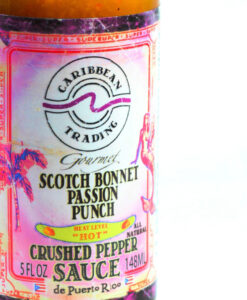 CARIBBEAN
TRADING
Gourmet
SCOTCH BONNET
PASSION
PUNCH
HEAT LEVEL
"HOT"
ALL
NATURAL
CRUSHED PEPPER
5 FL OZ SAUCE 148ML
de Puerto Rico